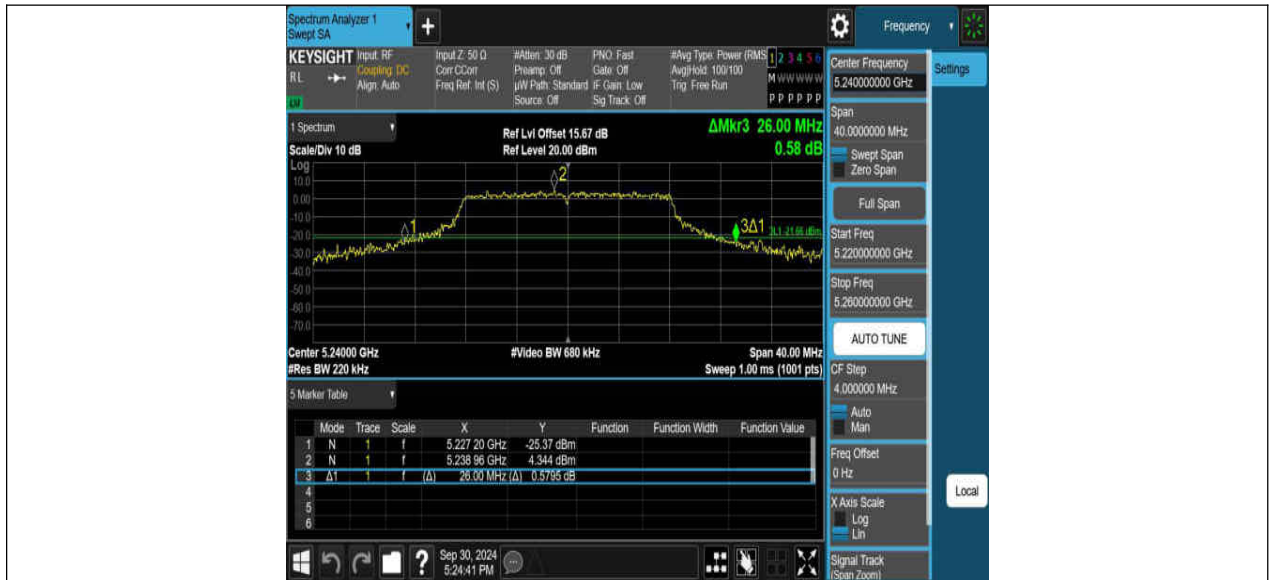 Spectrum Analyzer 1
Swept SA
+
Frequency
KEYSIGHT
RL
Input: RF
Coupling: DC
Align: Auto
Input Z: 50 Ω
Corr CCorr
Freq Ref: Int (S)
#Atten: 30 dB
Preamp: Off
µW Path: Standard
Source: Off
PNO: Fast
Gate: Off
IF Gain: Low
Sig Track: Off
#Avg Type: Power (RMS
Avg|Hold: 100/100
Trig: Free Run
1 2 3 4 5 6
M W W W W W
P P P P P P
1 Spectrum
Scale/Div 10 dB
Ref Lvl Offset 15.67 dB
Ref Level 20.00 dBm
ΔMkr3 26.00 MHz
0.58 dB
Log
10.0
0.00
-10.0
-20.0
-30.0
-40.0
-50.0
-60.0
-70.0
1
2
3Δ1
DL1 -21.66 dBm
Center 5.24000 GHz
#Video BW 680 kHz
Span 40.00 MHz
#Res BW 220 kHz
Sweep 1.00 ms (1001 pts)
5 Marker Table
Mode Trace Scale X Y Function Function Width Function Value
1 N 1 f 5.227 20 GHz -25.37 dBm
2 N 1 f 5.238 96 GHz 4.344 dBm
3 Δ1 1 f (Δ) 26.00 MHz (Δ) 0.5795 dB
4
5
6
Sep 30, 2024
5:24:41 PM
Center Frequency
5.240000000 GHz
Settings
Span
40.0000000 MHz
Swept Span
Zero Span
Full Span
Start Freq
5.220000000 GHz
Stop Freq
5.260000000 GHz
AUTO TUNE
CF Step
4.000000 MHz
Auto
Man
Freq Offset
0 Hz
X Axis Scale
Log
Lin
Local
Signal Track
(Span Zoom)